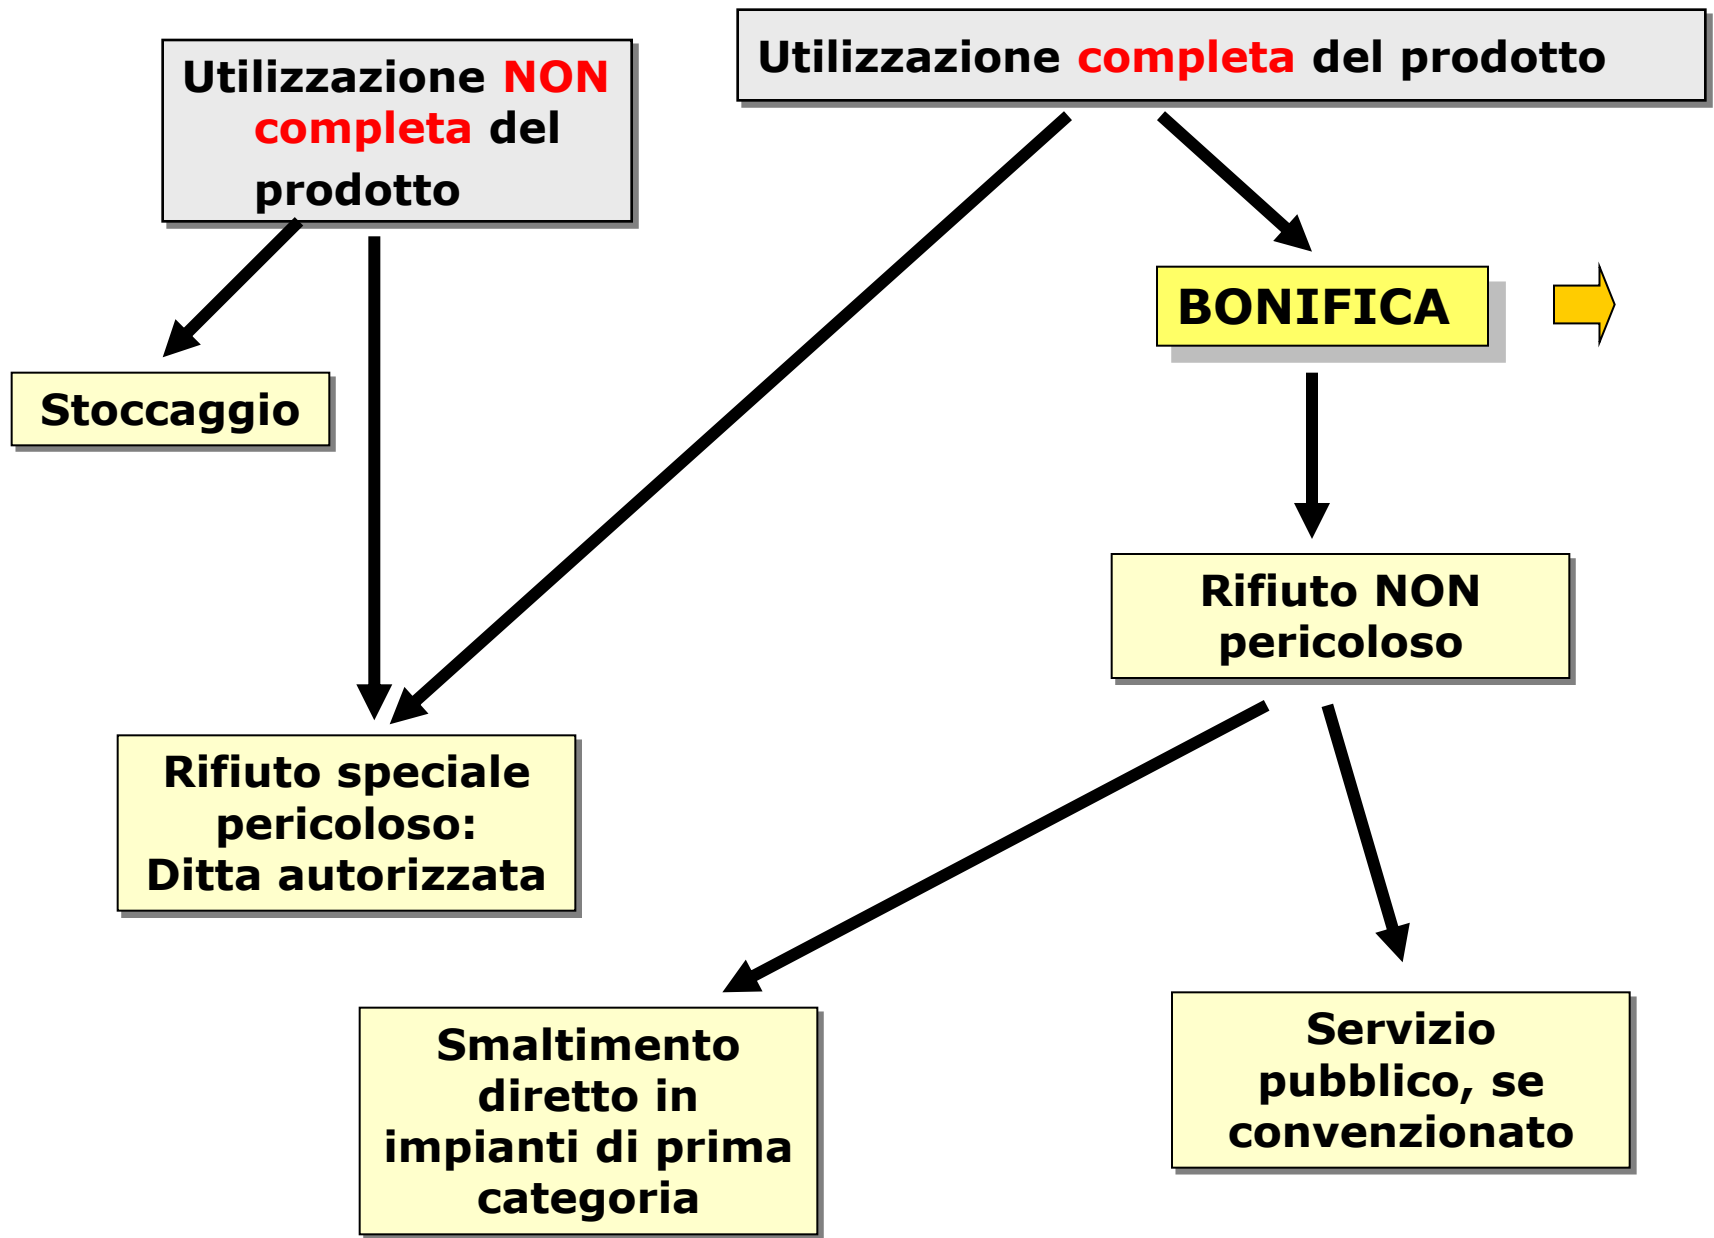 Utilizzazione NON
completa del
prodotto
Utilizzazione completa del prodotto
BONIFICA
Stoccaggio
Rifiuto NON
pericoloso
Rifiuto speciale
pericoloso:
Ditta autorizzata
Smaltimento
diretto in
impianti di prima
categoria
Servizio
pubblico, se
convenzionato